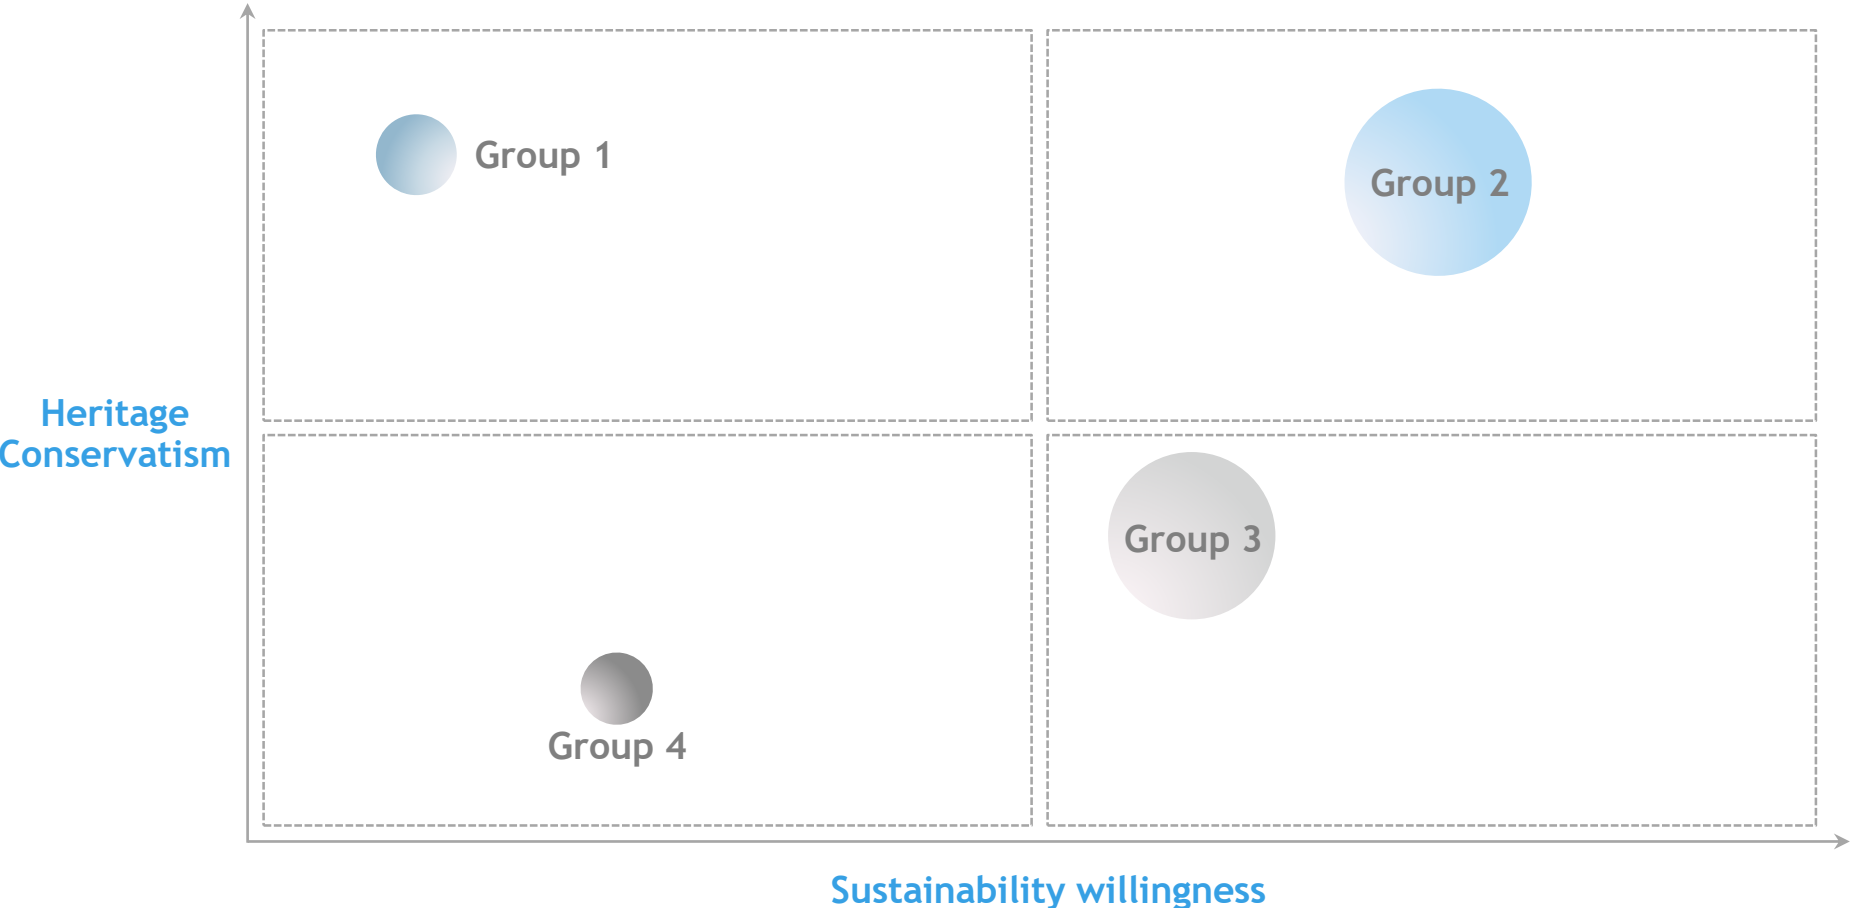 Group 1
Group 2
Heritage
Conservatism
Group 3
Group 4
Sustainability willingness